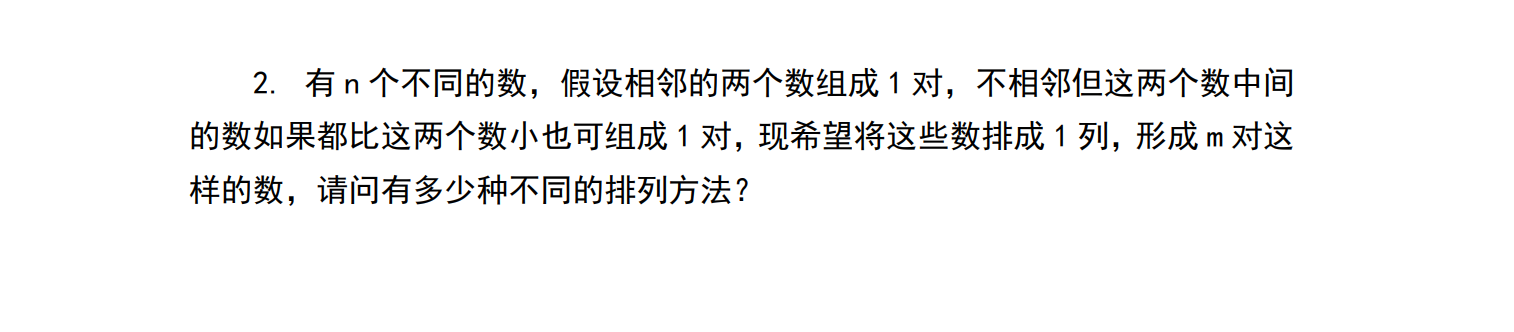 2. 有 n 个不同的数，假设相邻的两个数组成 1 对，不相邻但这两个数中间
的数如果都比这两个数小也可组成 1 对，现希望将这些数排成 1 列，形成 m 对这
样的数，请问有多少种不同的排列方法？